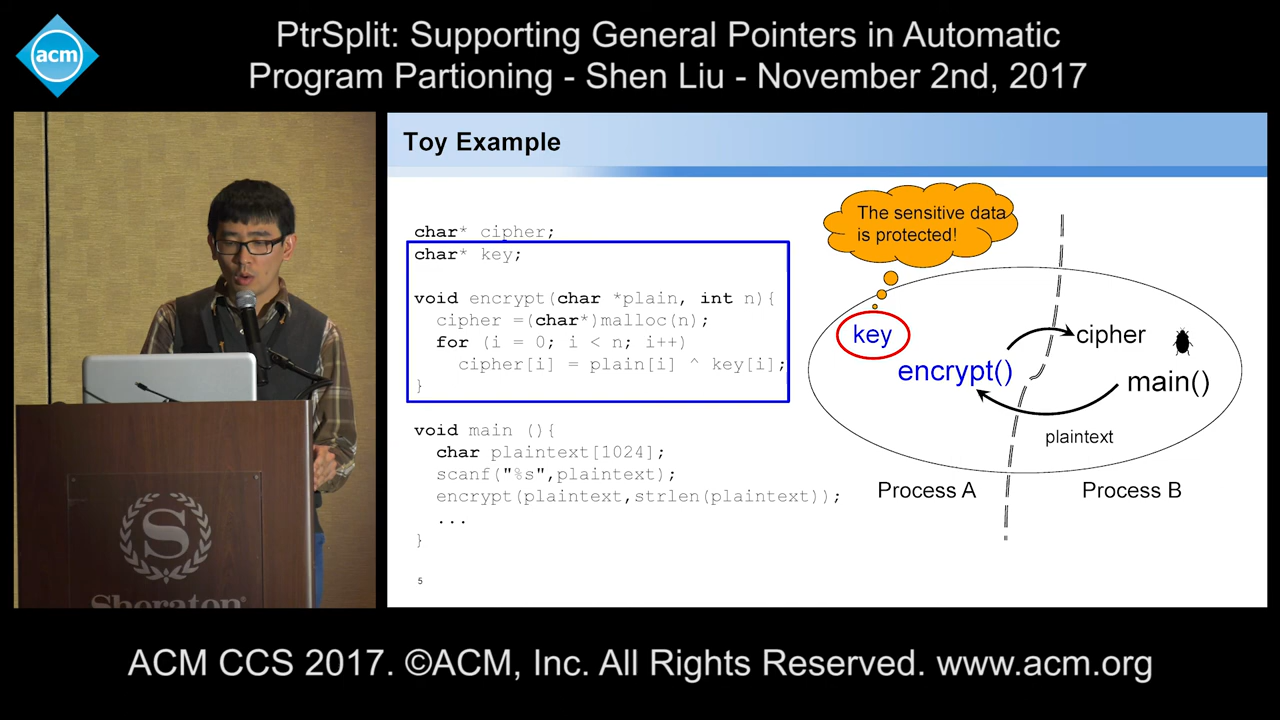 acm
PtrSplit: Supporting General Pointers in Automatic
Program Partioning - Shen Liu - November 2nd, 2017
Toy Example
char* cipher;
char* key;
void encrypt(char *plain, int n){
cipher =(char*)malloc(n);
for (i = 0; i < n; i++)
cipher[i] = plain[i] ^ key[i];
}
void main (){
char plaintext[1024];
scanf("%s",plaintext);
encrypt(plaintext,strlen(plaintext));
...
}
5
The sensitive data
is protected!
key
cipher
encrypt()
main()
plaintext
Process A
Process B
S
Sheraton
ACM CCS 2017. ©ACM, Inc. All Rights Reserved. www.acm.org